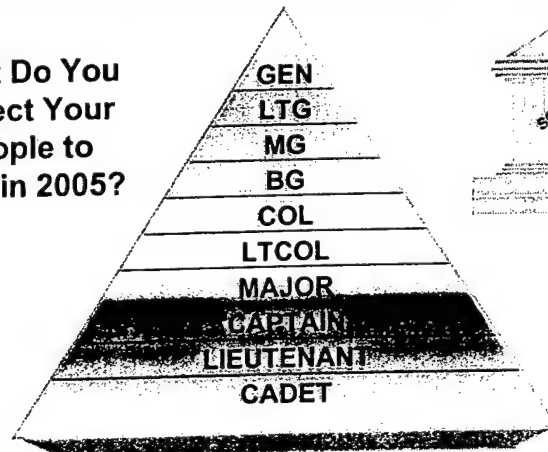 Do You
ect Your
ople to
in 2005?
GEN
LTG
MG
BG
COL
LTCOL
MAJOR
CAPTAIN
LIEUTENANT
CADET